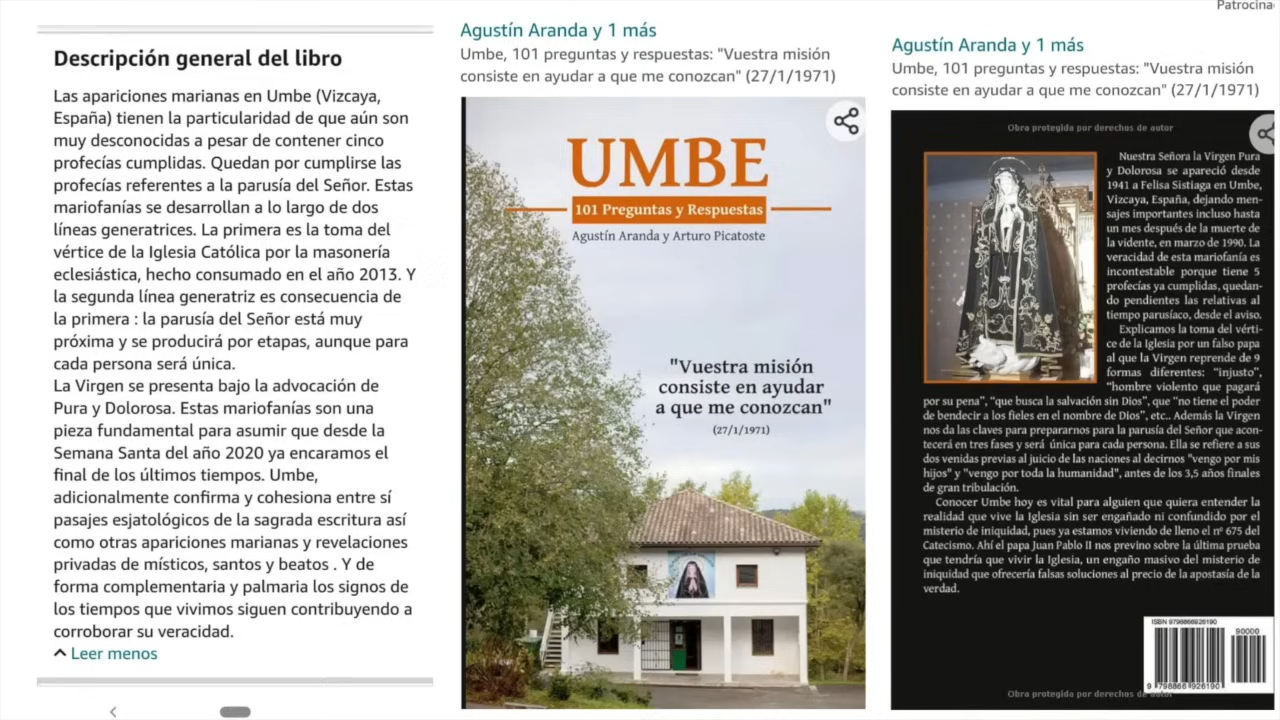 Patrocina
Descripción general del libro
Las apariciones marianas en Umbe (Vizcaya,
España) tienen la particularidad de que aún son
muy desconocidas a pesar de contener cinco
profecías cumplidas. Quedan por cumplirse las
profecías referentes a la parusía del Señor. Estas
mariofanías se desarrollan a lo largo de dos
líneas generatrices. La primera es la toma del
vértice de la Iglesia Católica por la masonería
eclesiástica, hecho consumado en el año 2013. Y
la segunda línea generatriz es consecuencia de
la primera : la parusía del Señor está muy
próxima y se producirá por etapas, aunque para
cada persona será única.
La Virgen se presenta bajo la advocación de
Pura y Dolorosa. Estas mariofanías son una
pieza fundamental para asumir que desde la
Semana Santa del año 2020 ya encaramos el
final de los últimos tiempos. Umbe,
adicionalmente confirma y cohesiona entre sí
pasajes esjatológicos de la sagrada escritura así
como otras apariciones marianas y revelaciones
privadas de místicos, santos y beatos . Y de
forma complementaria y palmaria los signos de
los tiempos que vivimos siguen contribuyendo a
corroborar su veracidad.
Leer menos
Agustín Aranda y 1 más
Umbe, 101 preguntas y respuestas: "Vuestra misión
consiste en ayudar a que me conozcan" (27/1/1971)
UMBE
101 Preguntas y Respuestas
Agustín Aranda y Arturo Picatoste
"Vuestra misión
consiste en ayudar
a que me conozcan"
(27/1/1971)
Agustín Aranda y 1 más
Umbe, 101 preguntas y respuestas: "Vuestra misión
consiste en ayudar a que me conozcan" (27/1/1971)
Obra protegida por derechos de autor
Nuestra Señora la Virgen Pura
y Dolorosa se apareció desde
1941 a Felisa Sistiaga en Umbe,
Vizcaya, España, dejando men-
sajes importantes incluso hasta
un mes después de la muerte de
la vidente, en marzo de 1990. La
veracidad de esta mariofanía es
incontestable porque tiene 5
profecías ya cumplidas, quedan-
do pendientes las relativas al
tiempo parusíaco, desde el aviso.
Explicamos la toma del vérti-
ce de la Iglesia por un falso papa
al que la Virgen reprende de 9
formas diferentes: "injusto",
"hombre violento que pagará
por su pena", "que busca la salvación sin Dios", que "no tiene el poder
de bendecir a los fieles en el nombre de Dios", etc.. Además la Virgen
nos da las claves para prepararnos para la parusía del Señor que acon-
tecerá en tres fases y será única para cada persona. Ella se refiere a sus
dos venidas previas al juicio de las naciones al decirnos "vengo por mis
hijos" y "vengo por toda la humanidad", antes de los 3,5 años finales
de gran tribulación.
Conocer Umbe hoy es vital para alguien que quiera entender la
realidad que vive la Iglesia sin ser engañado ni confundido por el
misterio de iniquidad, pues ya estamos viviendo de lleno el nº 675 del
Catecismo. Ahí el papa Juan Pablo II nos previno sobre la última prueba
que tendría que vivir la Iglesia, un engaño masivo del misterio de
iniquidad que ofrecería falsas soluciones al precio de la apostasía de la
verdad.
ISBN 9798866926190
90000
9 798866 926190
Obra protegida por derechos de autor